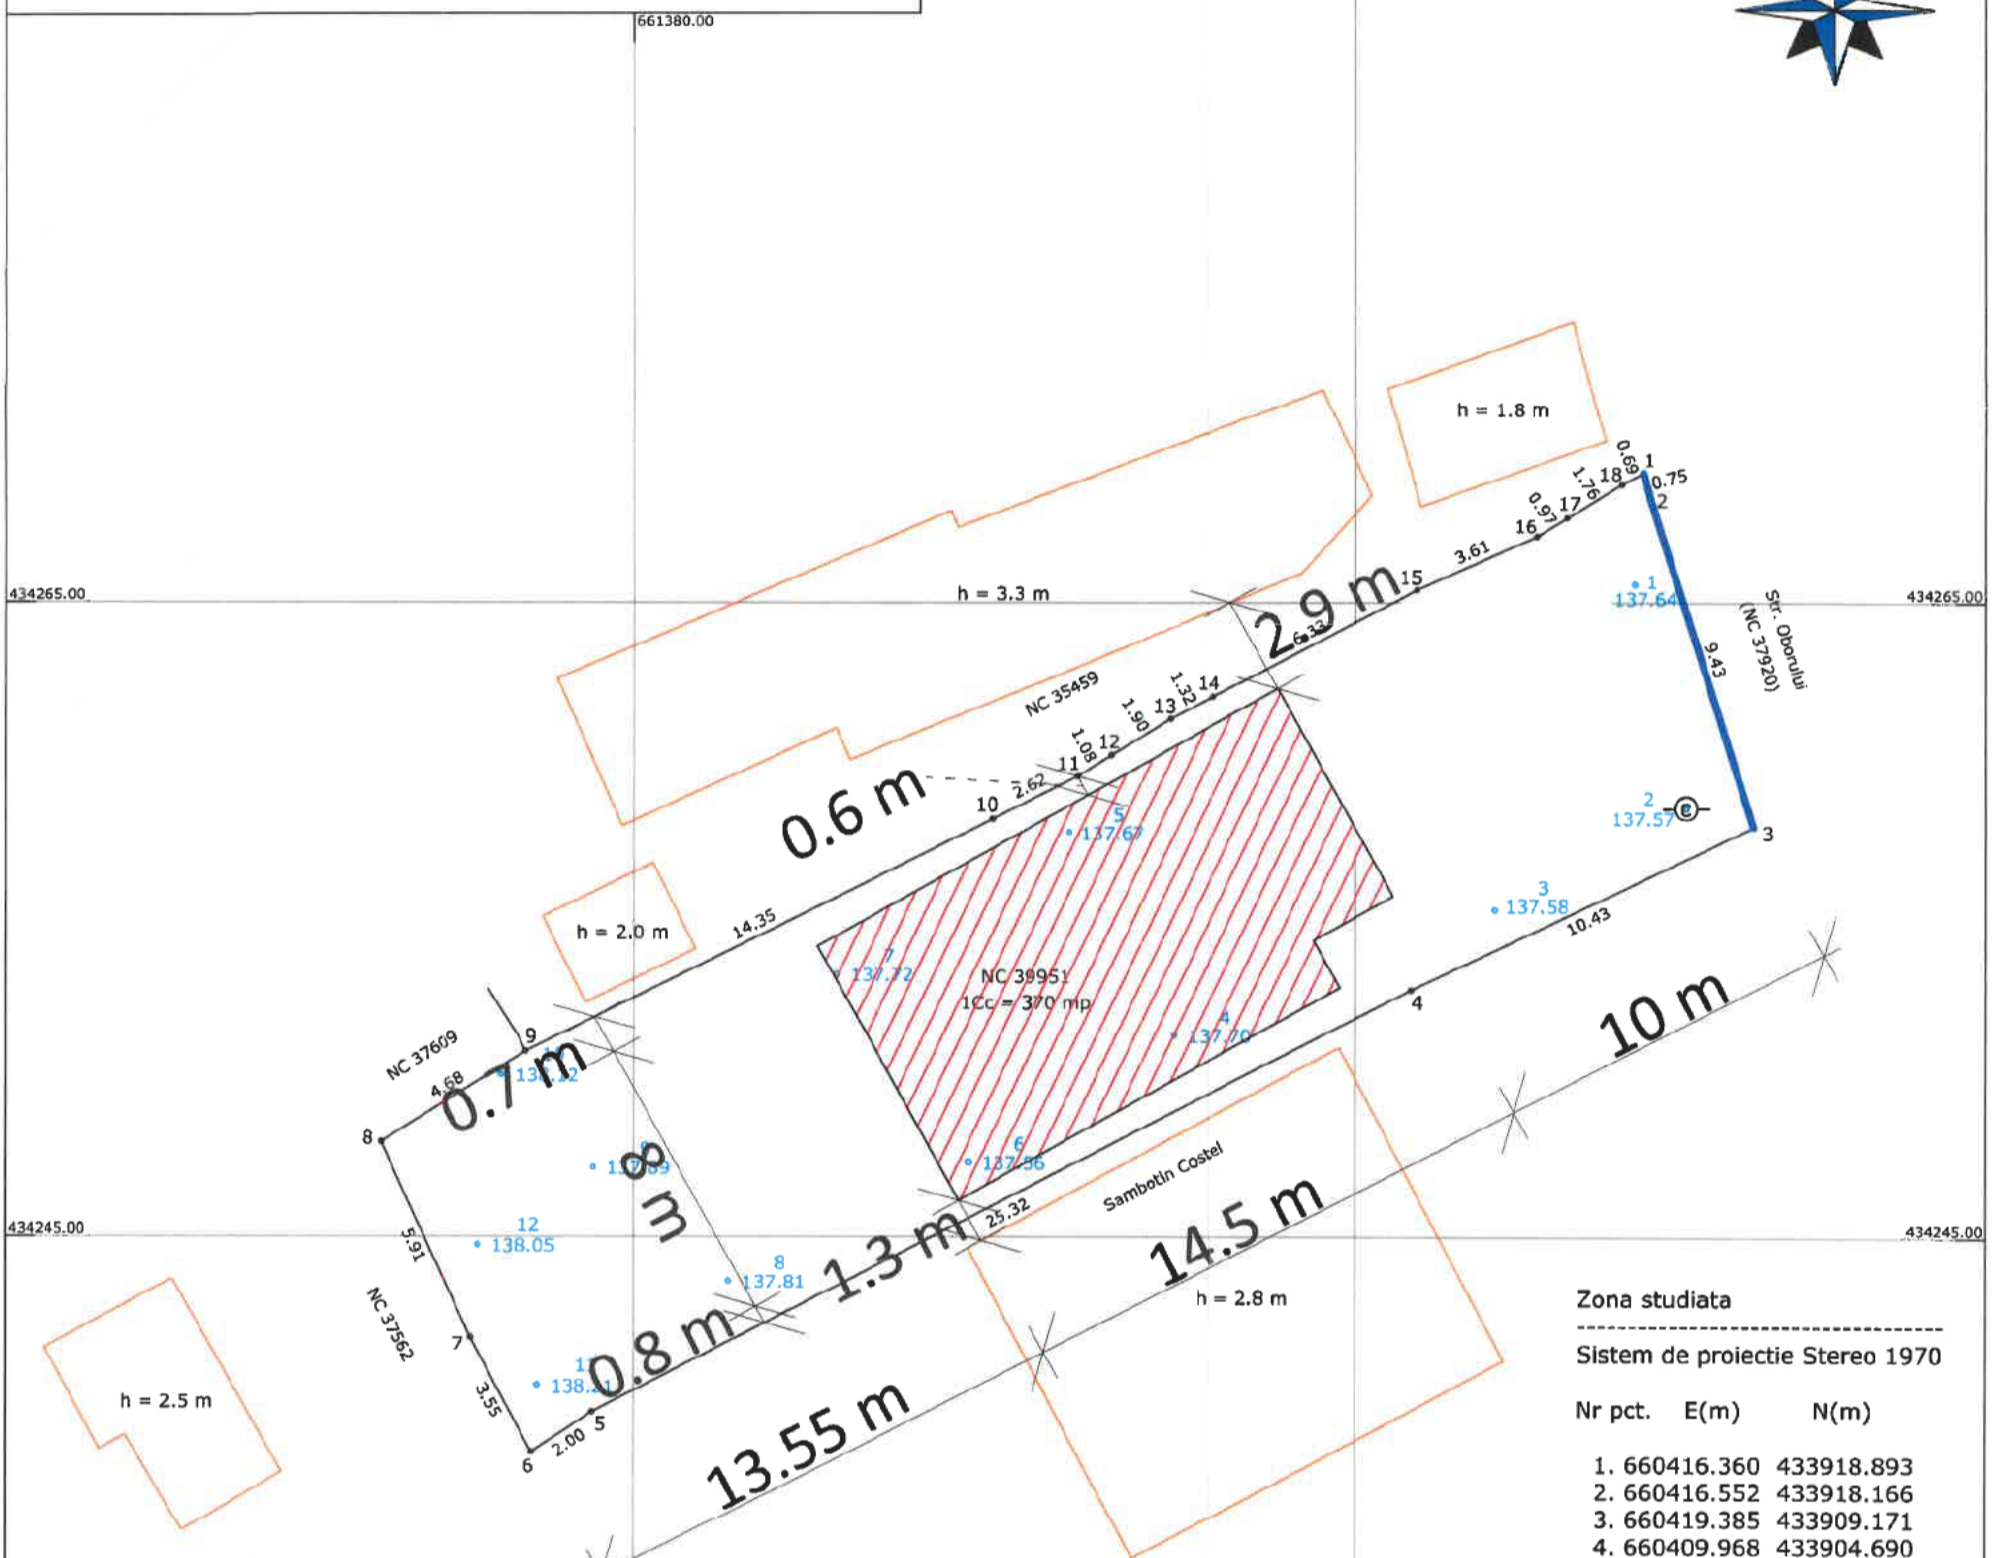 661380.00
h = 1.8 m
0.69
1
18
0.75
1.76
2
17
0.97
16
3.61
15
434265.00
h = 3.3 m
2.9 m
6.33
1
137.64
Str. Oborului
(NC 37920)
434265.00
9.43
NC 35459
14
1.32
13
1.90
12
1.08
11
2.62
10
0.6 m
5
137.67
2
137.57
3
3
137.58
10.43
h = 2.0 m
14.35
7
137.72
NC 39951
1Cc = 370 mp
4
137.70
4
10 m
NC 37609
9
138.12
4.68
0.7 m
8
137.89
8 m
6
137.56
Sambotin Costel
25.32
1.3 m
14.5 m
434245.00
12
138.05
5.91
434245.00
8
137.81
h = 2.8 m
NC 37562
7
0.8 m
138.21
3.55
h = 2.5 m
5
2.00
6
13.55 m
Zona studiata
Sistem de proiectie Stereo 1970
Nr pct. E(m) N(m)
1. 660416.360 433918.893
2. 660416.552 433918.166
3. 660419.385 433909.171
4. 660409.968 433904.690